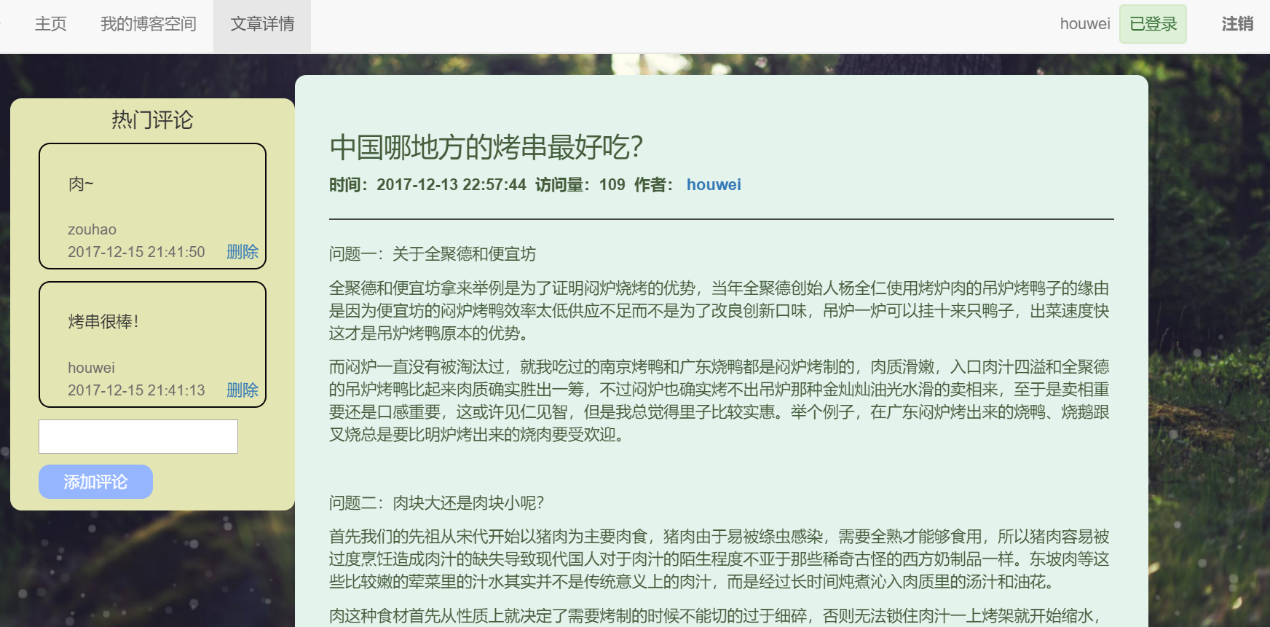 主页 我的博客空间 文章详情 houwei 已登录 注销
热门评论
肉~
zouhao
2017-12-15 21:41:50 删除
烤串很棒!
houwei
2017-12-15 21:41:13 删除
添加评论
中国哪地方的烤串最好吃?
时间：2017-12-13 22:57:44 访问量：109 作者： houwei
问题一：关于全聚德和便宜坊
全聚德和便宜坊拿来举例是为了证明闷炉烧烤的优势，当年全聚德创始人杨全仁使用烤炉肉的吊炉烤鸭子的缘由
是因为便宜坊的闷炉烤鸭效率太低供应不足而不是为了改良创新口味，吊炉一炉可以挂十来只鸭子，出菜速度快
这才是吊炉烤鸭原本的优势。
而闷炉一直没有被淘汰过，就我吃过的南京烤鸭和广东烧鸭都是闷炉烤制的，肉质滑嫩，入口肉汁四溢和全聚德
的吊炉烤鸭比起来肉质确实胜出一筹，不过闷炉也确实烤不出吊炉那种金灿灿油光水滑的卖相来，至于是卖相重
要还是口感重要，这或许见仁见智，但是我总觉得里子比较实惠。举个例子，在广东闷炉烤出来的烧鸭、烧鹅跟
叉烧总是要比明炉烤出来的烧肉要受欢迎。
问题二：肉块大还是肉块小呢？
首先我们的先祖从宋代开始以猪肉为主要肉食，猪肉由于易被绦虫感染，需要全熟才能够食用，所以猪肉容易被
过度烹饪造成肉汁的缺失导致现代国人对于肉汁的陌生程度不亚于那些稀奇古怪的西方奶制品一样。东坡肉等这
些比较嫩的荤菜里的汁水其实并不是传统意义上的肉汁，而是经过长时间炖煮沁入肉质里的汤汁和油花。
肉这种食材首先从性质上就决定了需要烤制的时候不能切的过于细碎，否则无法锁住肉汁一上烤架就开始缩水，